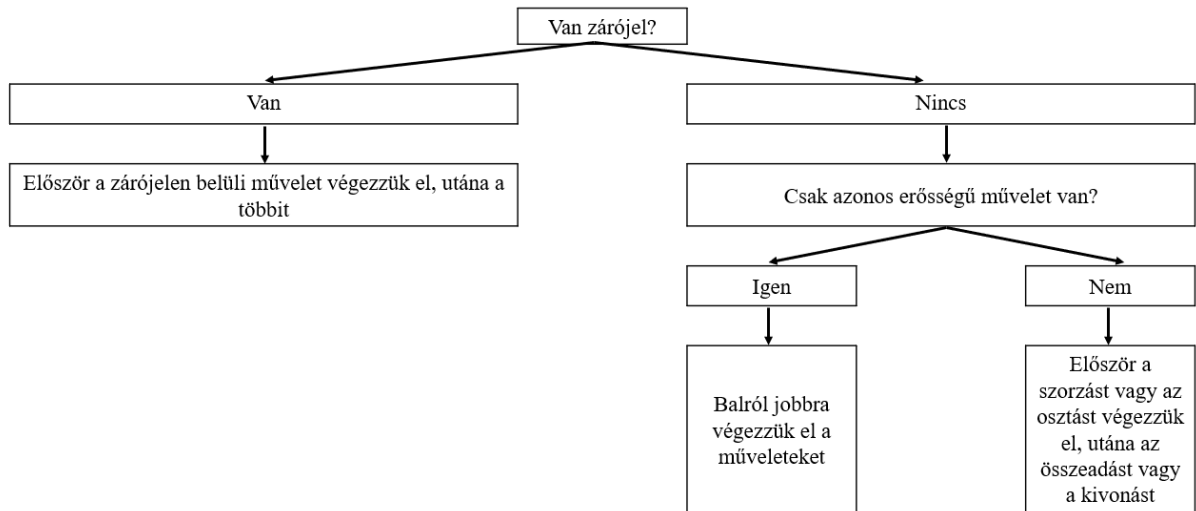 Van zárójel?
Van
Nincs
Először a zárójelen belüli művelet végezzük el, utána a
többit
Csak azonos erősségű művelet van?
Igen
Nem
Balról jobbra
végezzük el a
műveleteket
Először a
szorzást vagy az
osztást végezzük
el, utána az
összeadást vagy
a kivonást